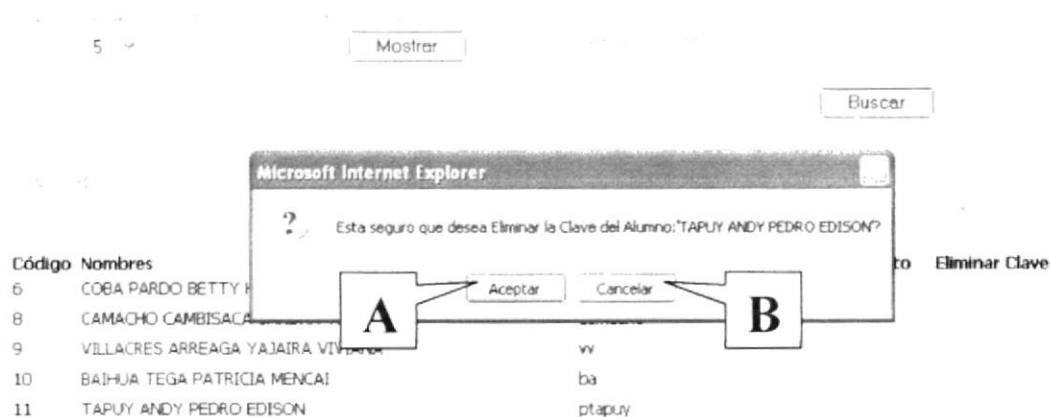 5 Mostrar
Buscar
Microsoft Internet Explorer
? Esta seguro que desea Eliminar la Clave del Alumno:'TAPUY ANDY PEDRO EDISON'?
Aceptar Cancelar
A B
Código Nombres to Eliminar Clave
6 COBA PARDO BETTY
8 CAMACHO CAMBISACA
9 VILLACRES ARREAGA YAJAIRA VIVIANA vv
10 BAIHUA TEGA PATRICIA MENCAI ba
11 TAPUY ANDY PEDRO EDISON ptapuy